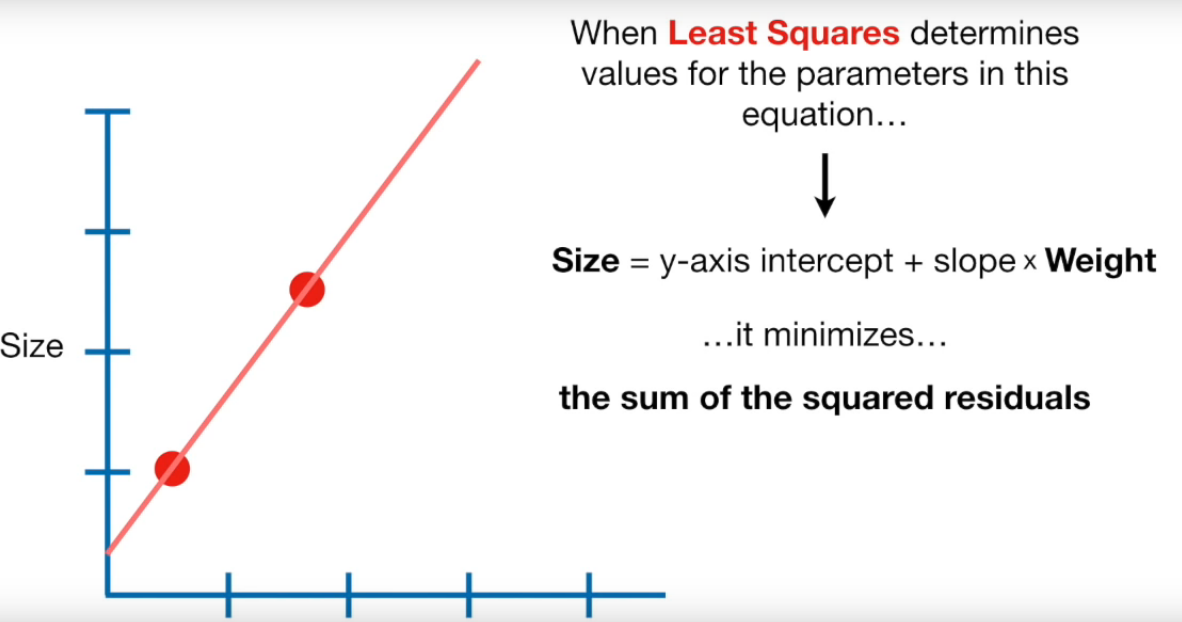 When Least Squares determines
values for the parameters in this
equation…
Size = y-axis intercept + slope × Weight
…it minimizes…
the sum of the squared residuals
Size